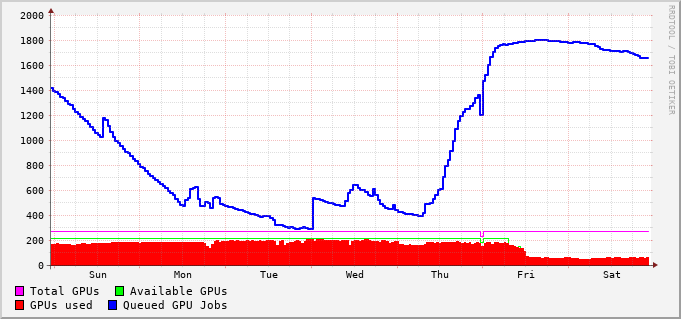 2000
1800
1600
1400
1200
1000
800
600
400
200
0
Sun Mon Tue Wed Thu Fri Sat
Total GPUs Available GPUs
GPUs used Queued GPU Jobs
RRDTOOL / TOBI OETIKER